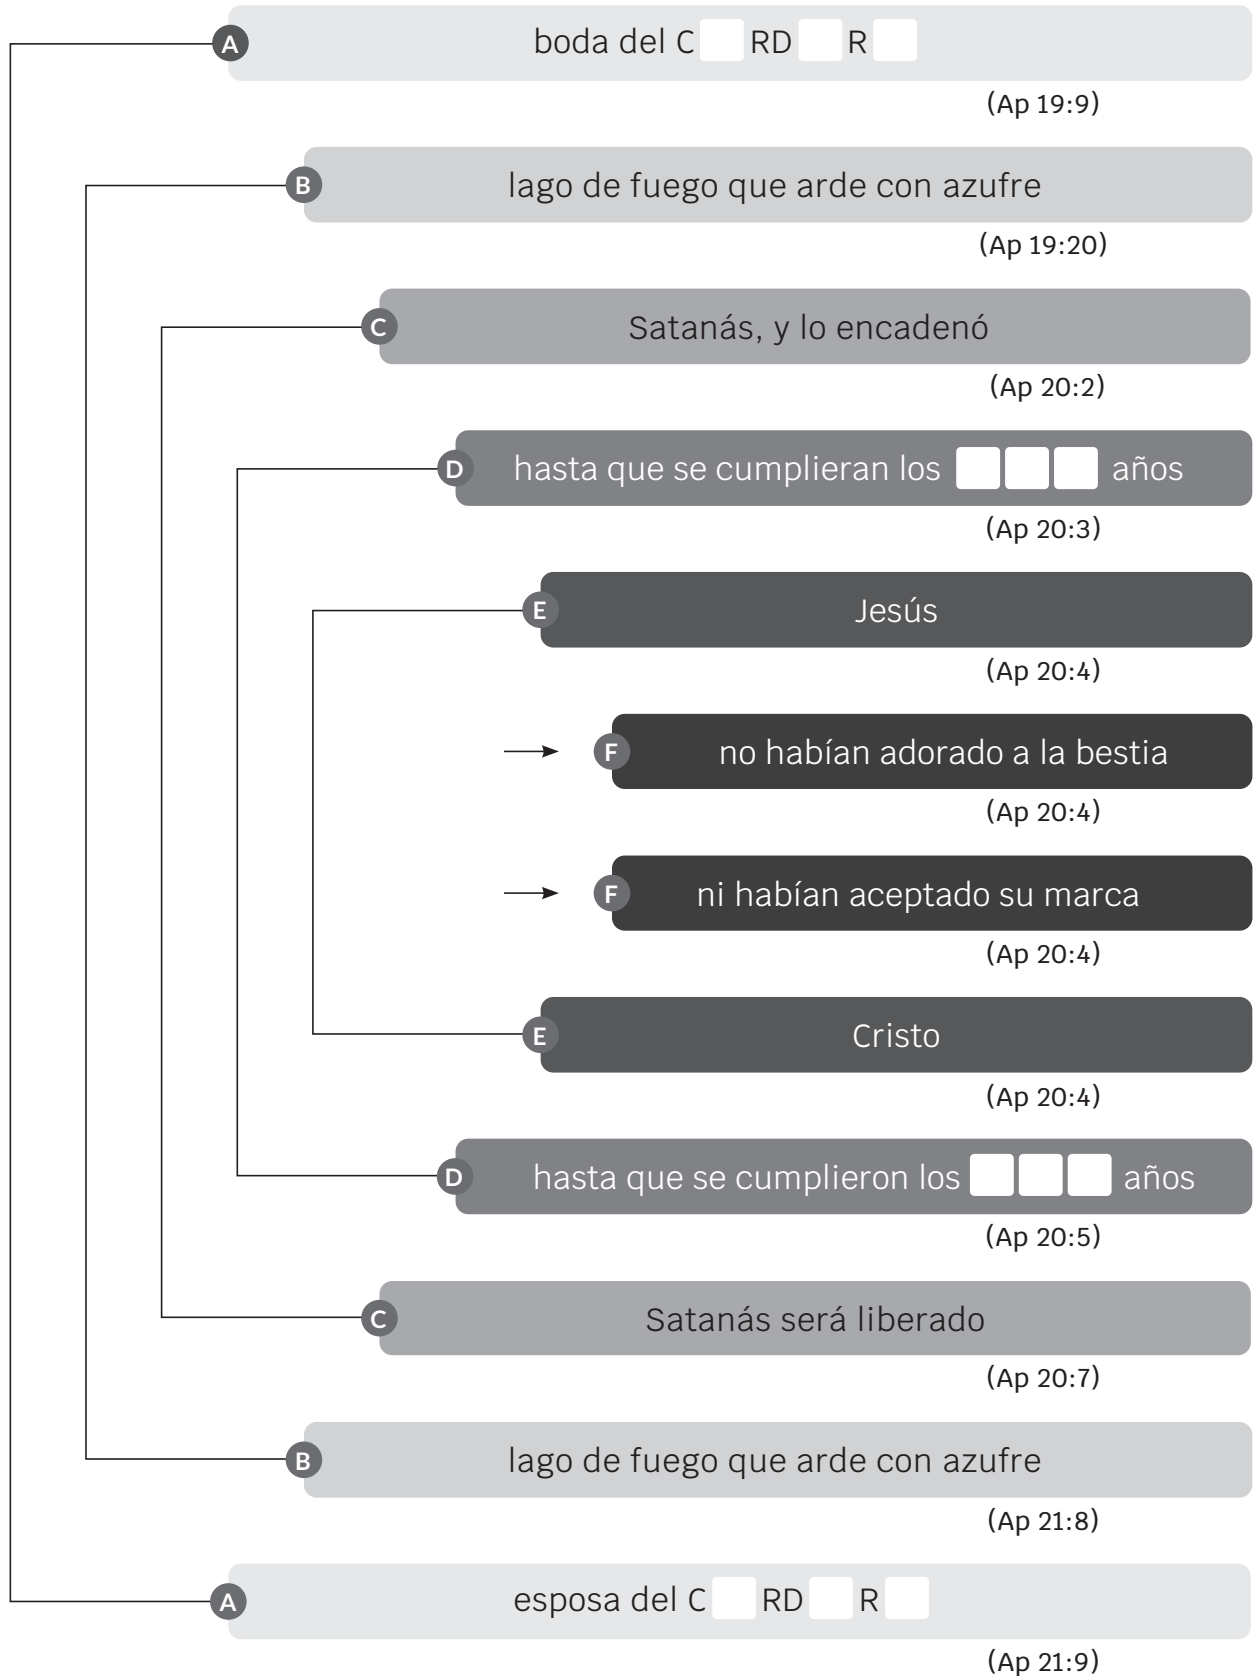 A boda del C RD R
(Ap 19:9)
B lago de fuego que arde con azufre
(Ap 19:20)
C Satanás, y lo encadenó
(Ap 20:2)
D hasta que se cumplieran los años
(Ap 20:3)
E Jesús
(Ap 20:4)
F no habían adorado a la bestia
(Ap 20:4)
F ni habían aceptado su marca
(Ap 20:4)
E Cristo
(Ap 20:4)
D hasta que se cumplieron los años
(Ap 20:5)
C Satanás será liberado
(Ap 20:7)
B lago de fuego que arde con azufre
(Ap 21:8)
A esposa del C RD R
(Ap 21:9)